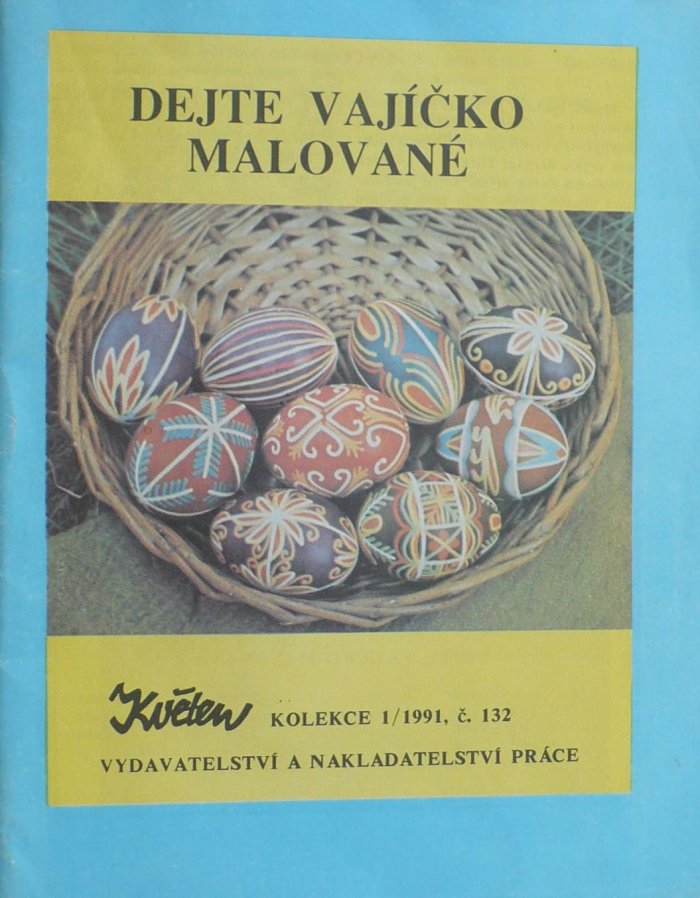 DEJTE VAJÍČKO
MALOVANÉ
Květen KOLEKCE 1/1991, č. 132
VYDAVATELSTVÍ A NAKLADATELSTVÍ PRÁCE